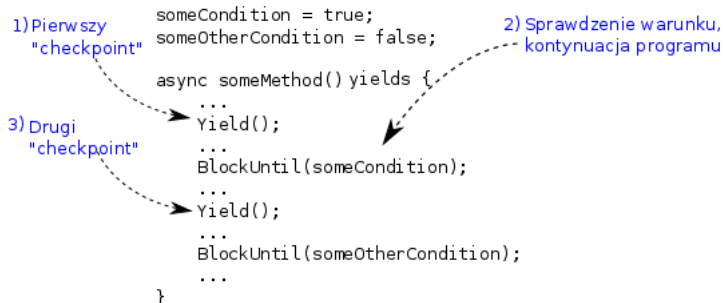 someCondition = true;
someOtherCondition = false;
1) Pierwszy
"checkpoint"
2) Sprawdzenie warunku,
kontynuacja programu
async someMethod() yields {
...
Yield();
...
3) Drugi
"checkpoint"
BlockUntil(someCondition);
...
Yield();
...
BlockUntil(someOtherCondition);
...
}